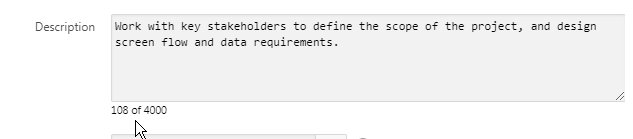 Description
Work with key stakeholders to define the scope of the project, and design
screen flow and data requirements.
108 of 4000